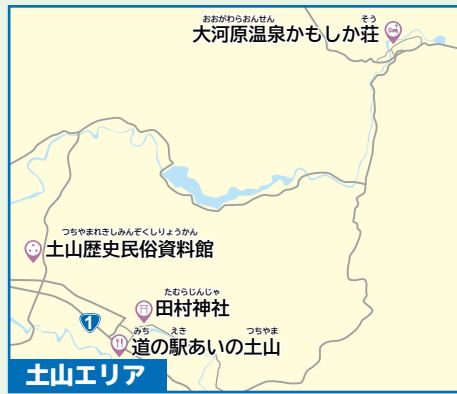 おおがわらおんせん そう
大河原温泉かもしか荘
つちやまれきしみんぞくしりょうかん
土山歴史民俗資料館
たむらじんじゃ
田村神社
1
みち えき つちやま
道の駅あいの土山
土山エリア